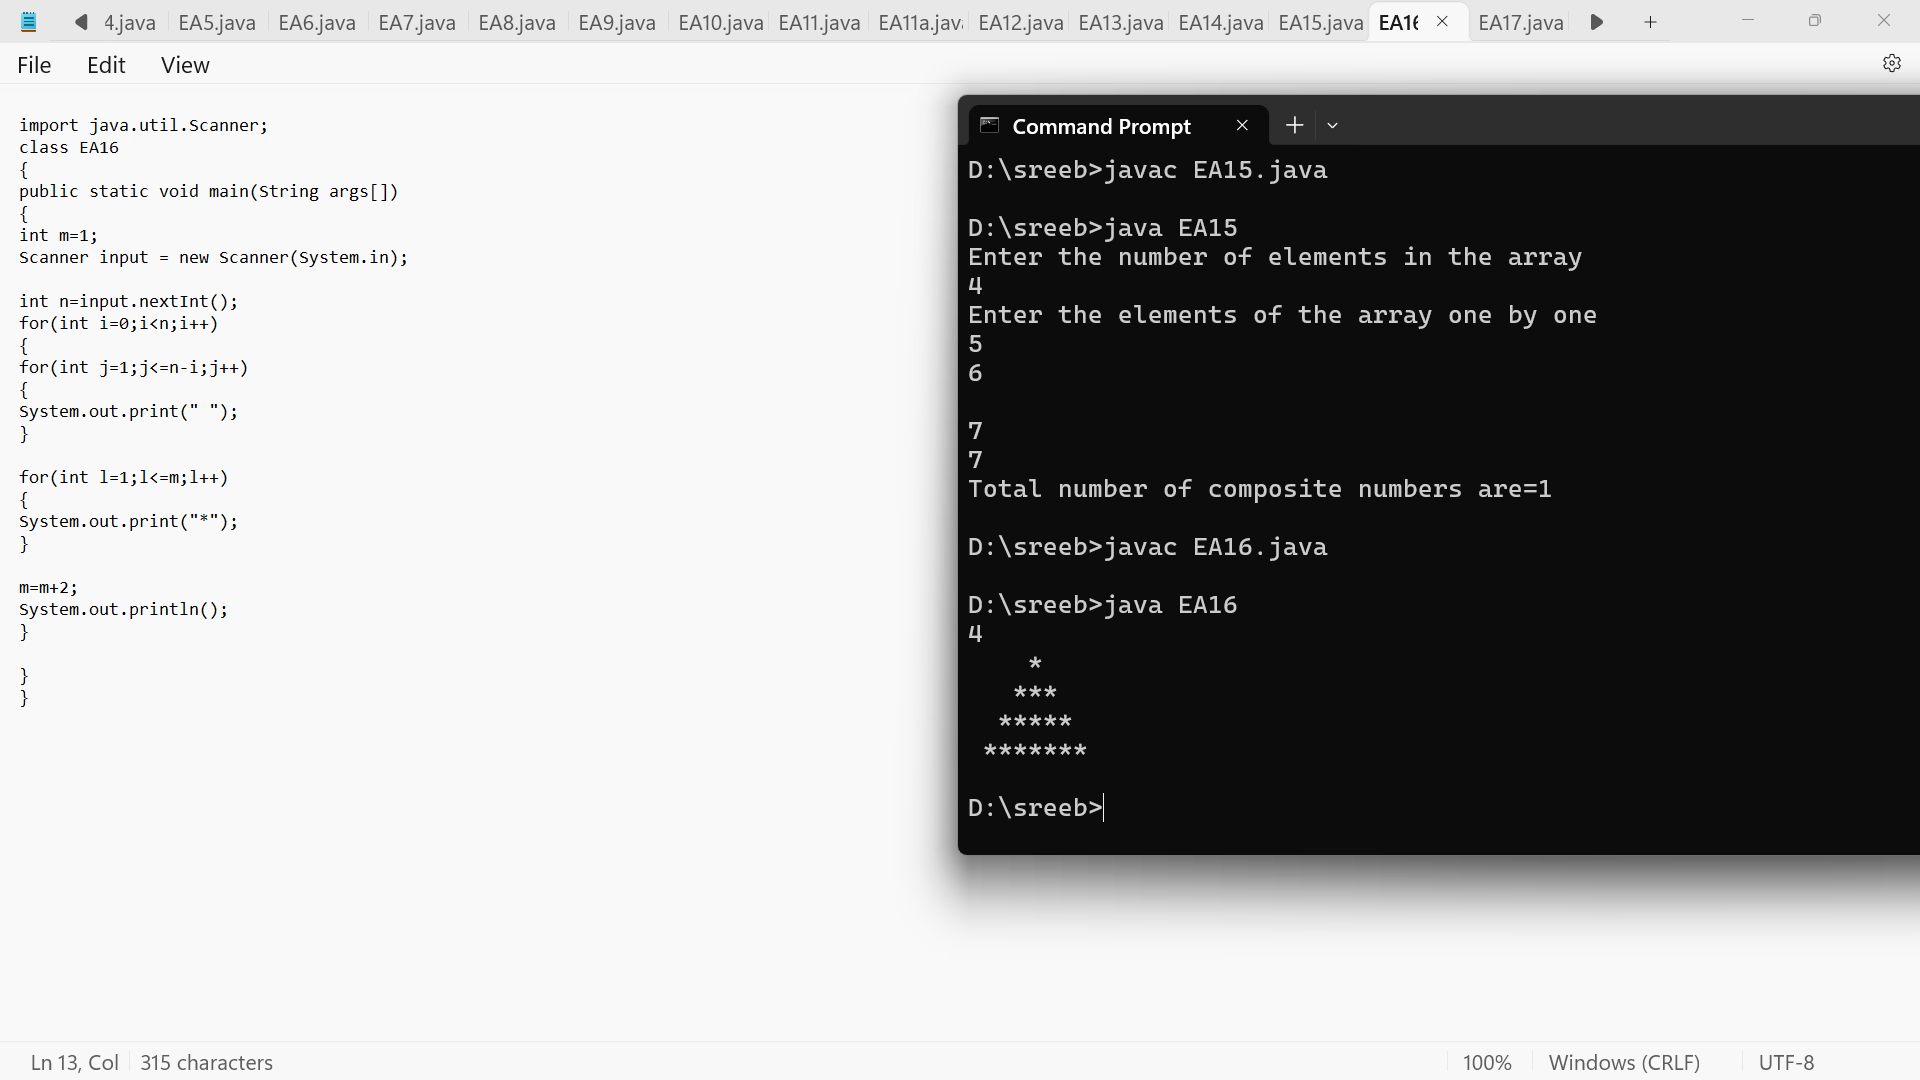 4.java EA5.java EA6.java EA7.java EA8.java EA9.java EA10.java EA11.java EA11a.java EA12.java EA13.java EA14.java EA15.java EA16 EA17.java
File Edit View
import java.util.Scanner;
class EA16
{
public static void main(String args[])
{
int m=1;
Scanner input = new Scanner(System.in);
int n=input.nextInt();
for(int i=0;i<n;i++)
{
for(int j=1;j<=n-i;j++)
{
System.out.print(" ");
}
for(int l=1;l<=m;l++)
{
System.out.print("*");
}
m=m+2;
System.out.println();
}
}
}
Command Prompt
D:\sreeb>javac EA15.java
D:\sreeb>java EA15
Enter the number of elements in the array
4
Enter the elements of the array one by one
5
6
7
7
Total number of composite numbers are=1
D:\sreeb>javac EA16.java
D:\sreeb>java EA16
4
    *
   ***
  *****
 *******
D:\sreeb>
Ln 13, Col 315 characters 100% Windows (CRLF) UTF-8